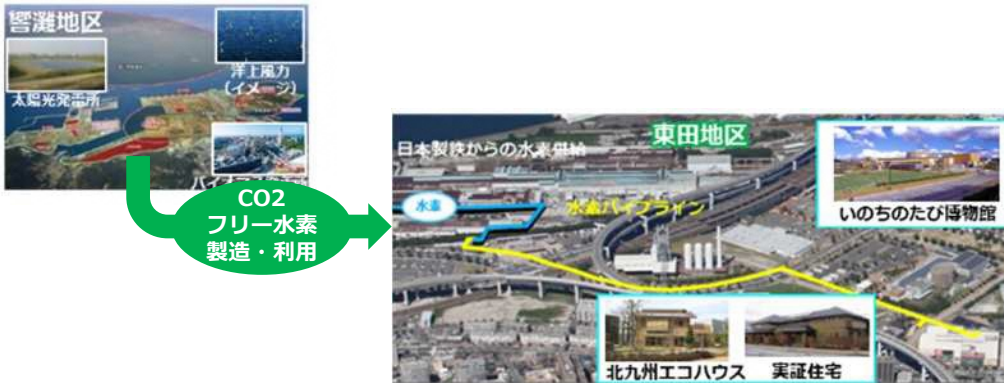 響灘地区
太陽光発電所
洋上風力
(イメージ)
CO2
フリー水素
製造・利用
東田地区
日本製鉄からの水素供給
水素
水素パイプライン
いのちのたび博物館
北九州エコハウス
実証住宅